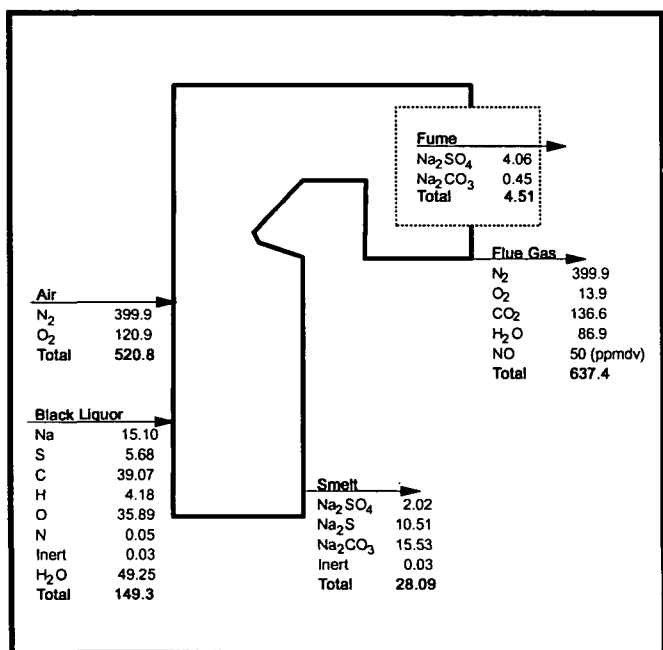 Fume
Na2SO4 4.06
Na2CO3 0.45
Total 4.51
Flue Gas
N2 399.9
O2 13.9
CO2 136.6
H2O 86.9
NO 50 (ppmdv)
Total 637.4
Air
N2 399.9
O2 120.9
Total 520.8
Black Liquor
Na 15.10
S 5.68
C 39.07
H 4.18
O 35.89
N 0.05
Inert 0.03
H2O 49.25
Total 149.3
Smelt
Na2SO4 2.02
Na2S 10.51
Na2CO3 15.53
Inert 0.03
Total 28.09